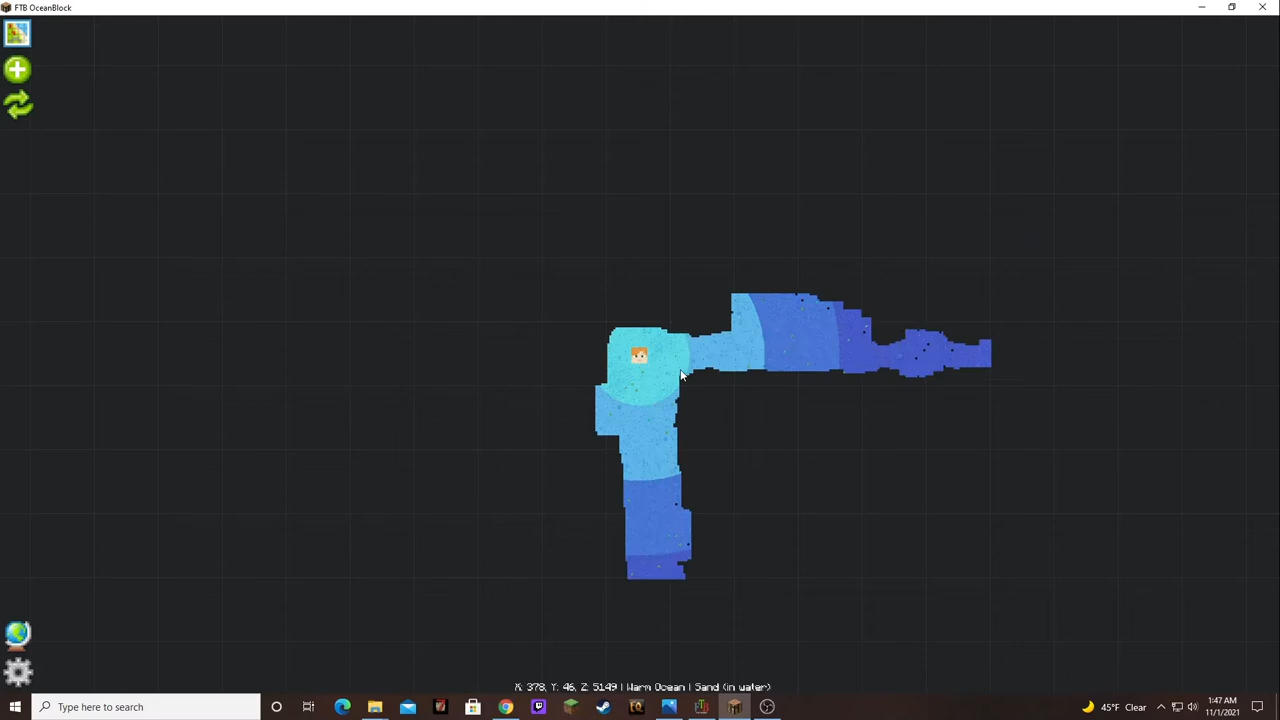 FTB OceanBlock
X: 378, Y: 46, Z: 5149 | Warm Ocean | Sand (in water)
Type here to search
45°F Clear
1:47 AM
11/1/2021